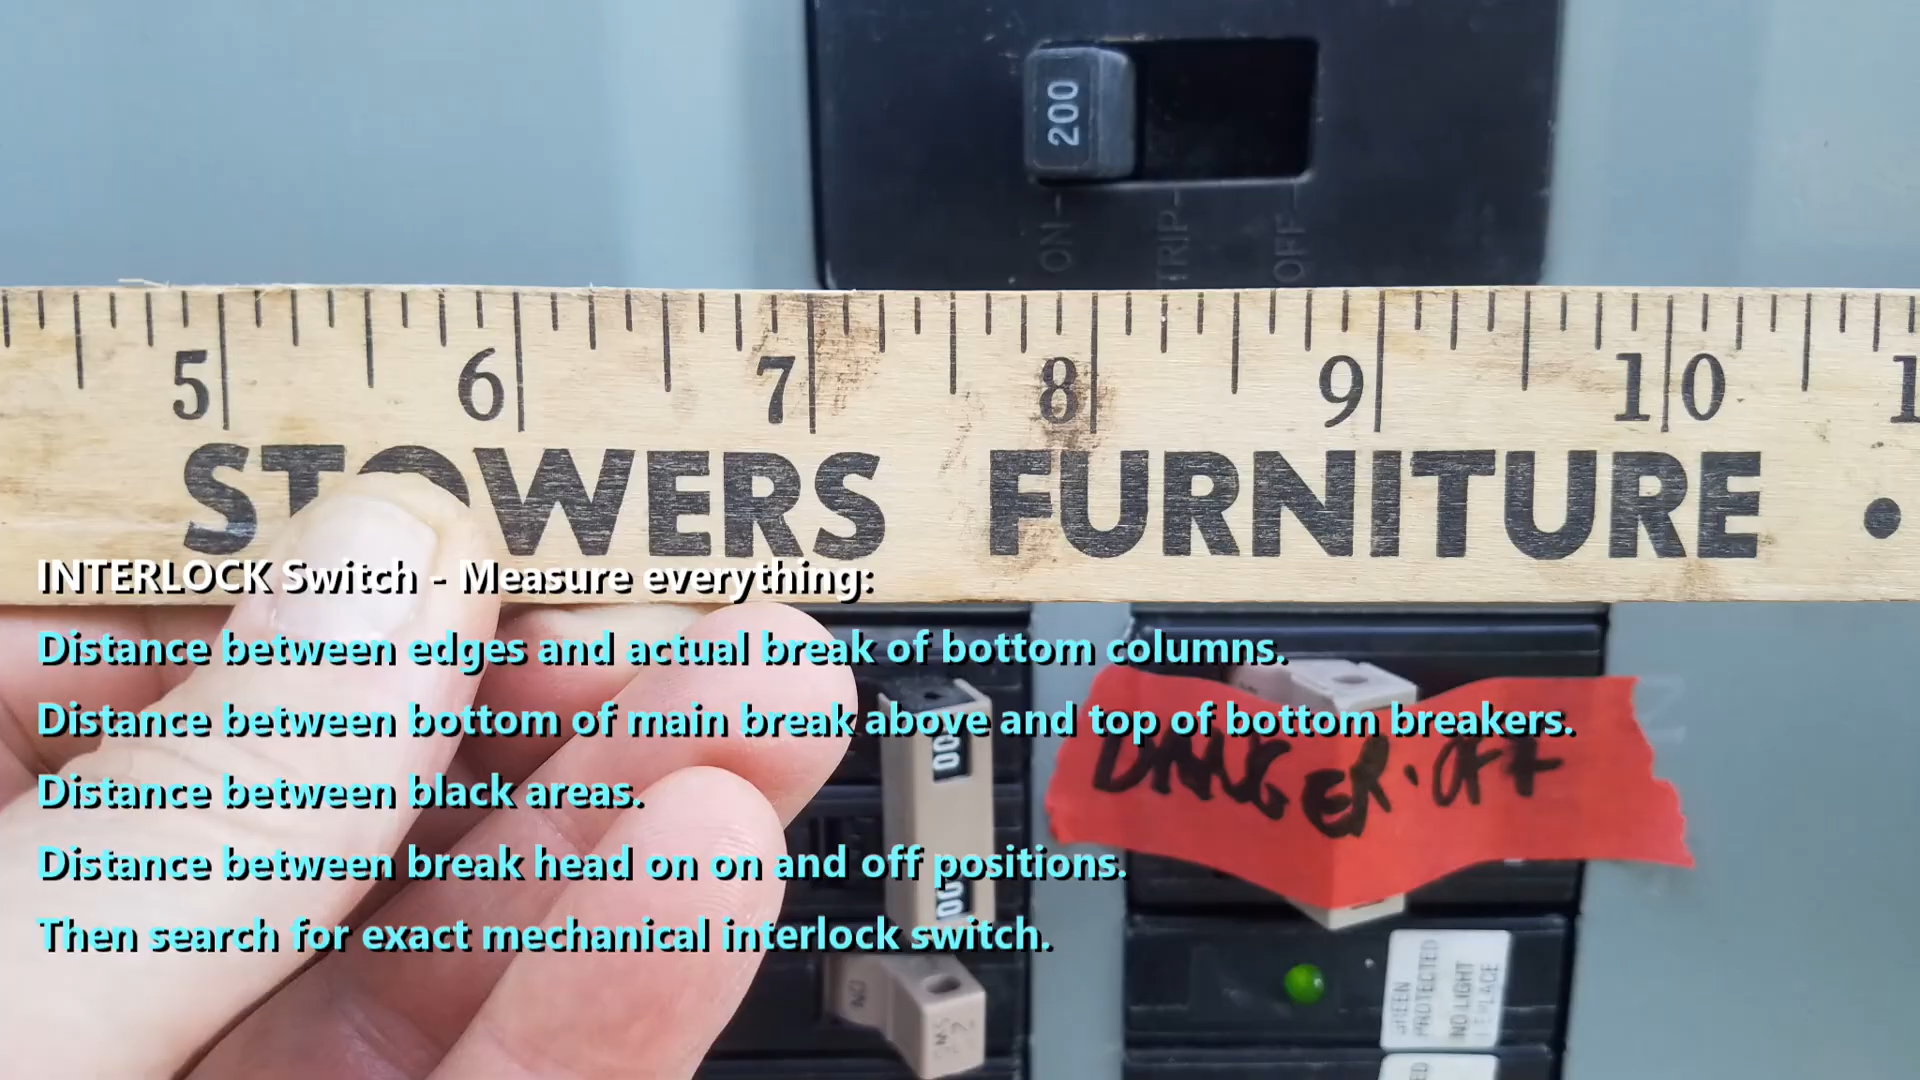 200
ON
TRIP
OFF
5 6 7 8 9 10
STOWERS FURNITURE •
INTERLOCK Switch - Measure everything:
Distance between edges and actual break of bottom columns.
Distance between bottom of main break above and top of bottom breakers.
DANGER·OFF
Distance between black areas.
Distance between break head on on and off positions.
Then search for exact mechanical interlock switch.
ON
PROTECTED
NO LIGHT